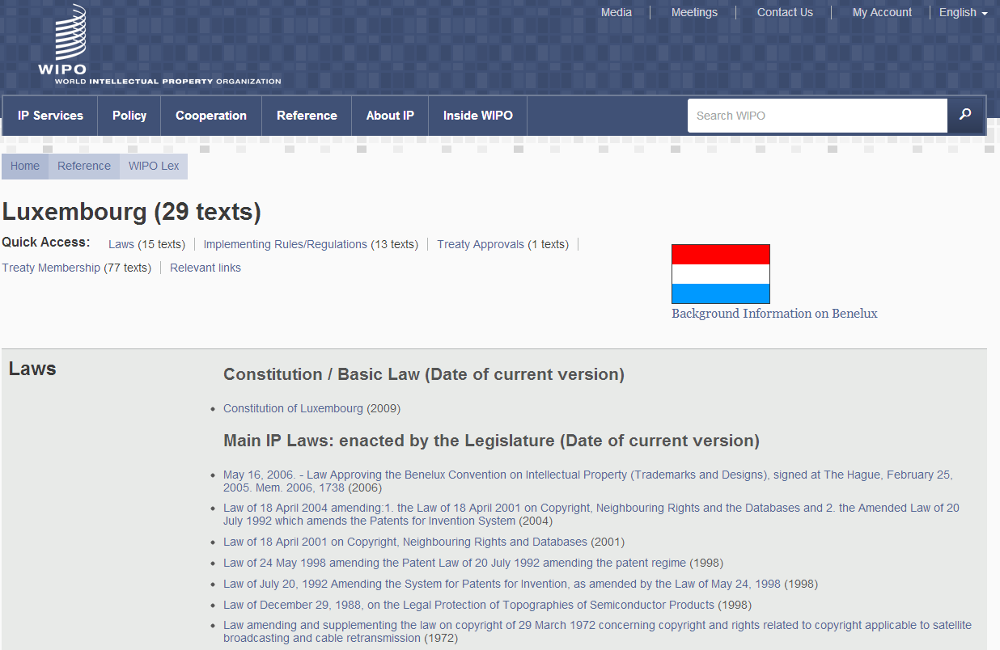 Media
Meetings
Contact Us
My Account
English
WIPO
WORLD INTELLECTUAL PROPERTY ORGANIZATION
IP Services
Policy
Cooperation
Reference
About IP
Inside WIPO
Search WIPO
Home
Reference
WIPO Lex
Luxembourg (29 texts)
Quick Access: Laws (15 texts) Implementing Rules/Regulations (13 texts) Treaty Approvals (1 texts)
Treaty Membership (77 texts) Relevant links
Background Information on Benelux
Laws
Constitution / Basic Law (Date of current version)
Constitution of Luxembourg (2009)
Main IP Laws: enacted by the Legislature (Date of current version)
May 16, 2006. - Law Approving the Benelux Convention on Intellectual Property (Trademarks and Designs), signed at The Hague, February 25,
2005. Mem. 2006, 1738 (2006)
Law of 18 April 2004 amending:1. the Law of 18 April 2001 on Copyright, Neighbouring Rights and the Databases and 2. the Amended Law of 20
July 1992 which amends the Patents for Invention System (2004)
Law of 18 April 2001 on Copyright, Neighbouring Rights and Databases (2001)
Law of 24 May 1998 amending the Patent Law of 20 July 1992 amending the patent regime (1998)
Law of July 20, 1992 Amending the System for Patents for Invention, as amended by the Law of May 24, 1998 (1998)
Law of December 29, 1988, on the Legal Protection of Topographies of Semiconductor Products (1998)
Law amending and supplementing the law on copyright of 29 March 1972 concerning copyright and rights related to copyright applicable to satellite
broadcasting and cable retransmission (1972)